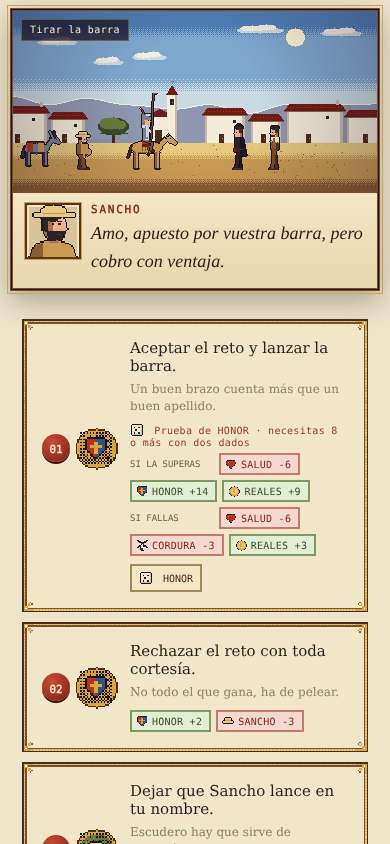 Tirar la barra
SANCHO
Amo, apuesto por vuestra barra, pero
cobro con ventaja.
Aceptar el reto y lanzar la
barra.
Un buen brazo cuenta más que un
buen apellido.
Prueba de HONOR · necesitas 8
o más con dos dados
01
SI LA SUPERAS SALUD -6
HONOR +14 REALES +9
SI FALLAS SALUD -6
CORDURA -3 REALES +3
HONOR
Rechazar el reto con toda
cortesía.
02
No todo el que gana, ha de pelear.
HONOR +2 SANCHO -3
Dejar que Sancho lance en
tu nombre.
Escudero hay que sirve de